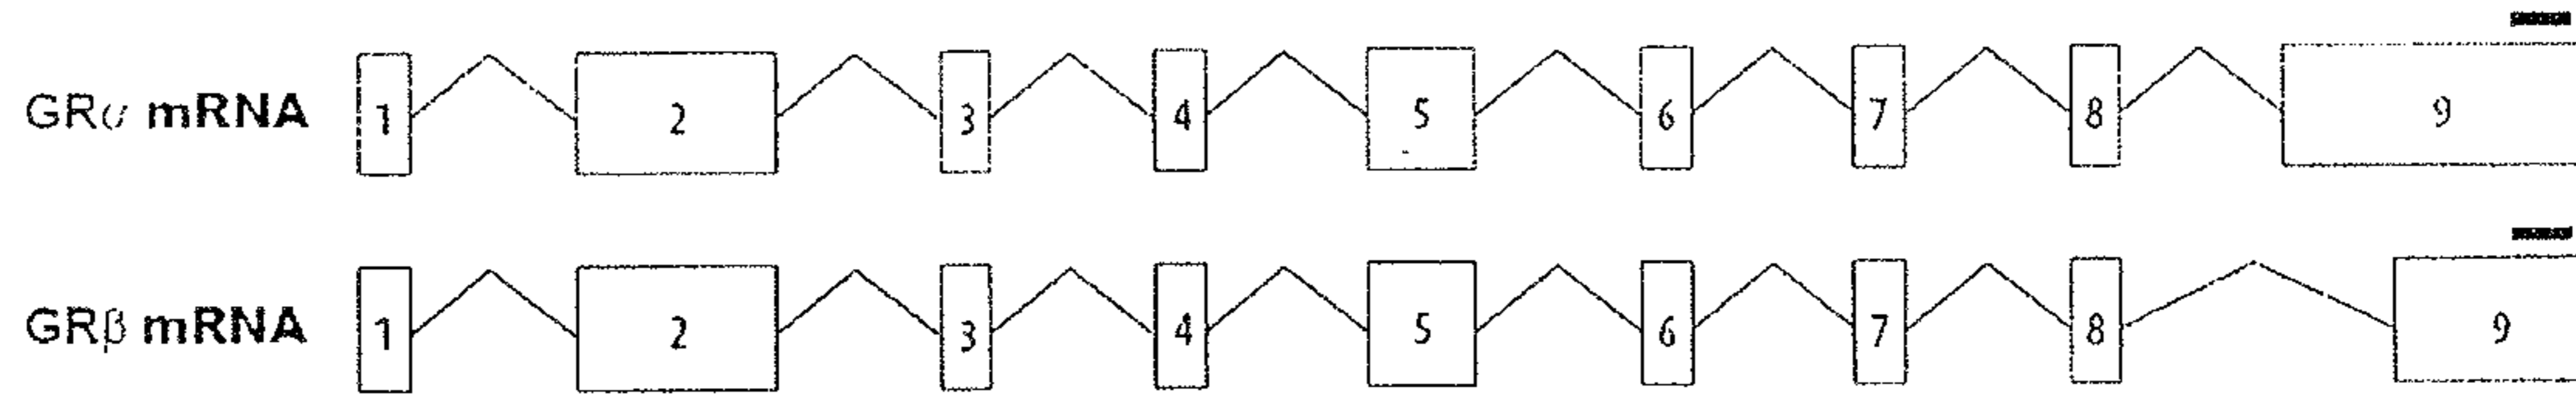 GRα mRNA 1 2 3 4 5 6 7 8 9
GRβ mRNA 1 2 3 4 5 6 7 8 9